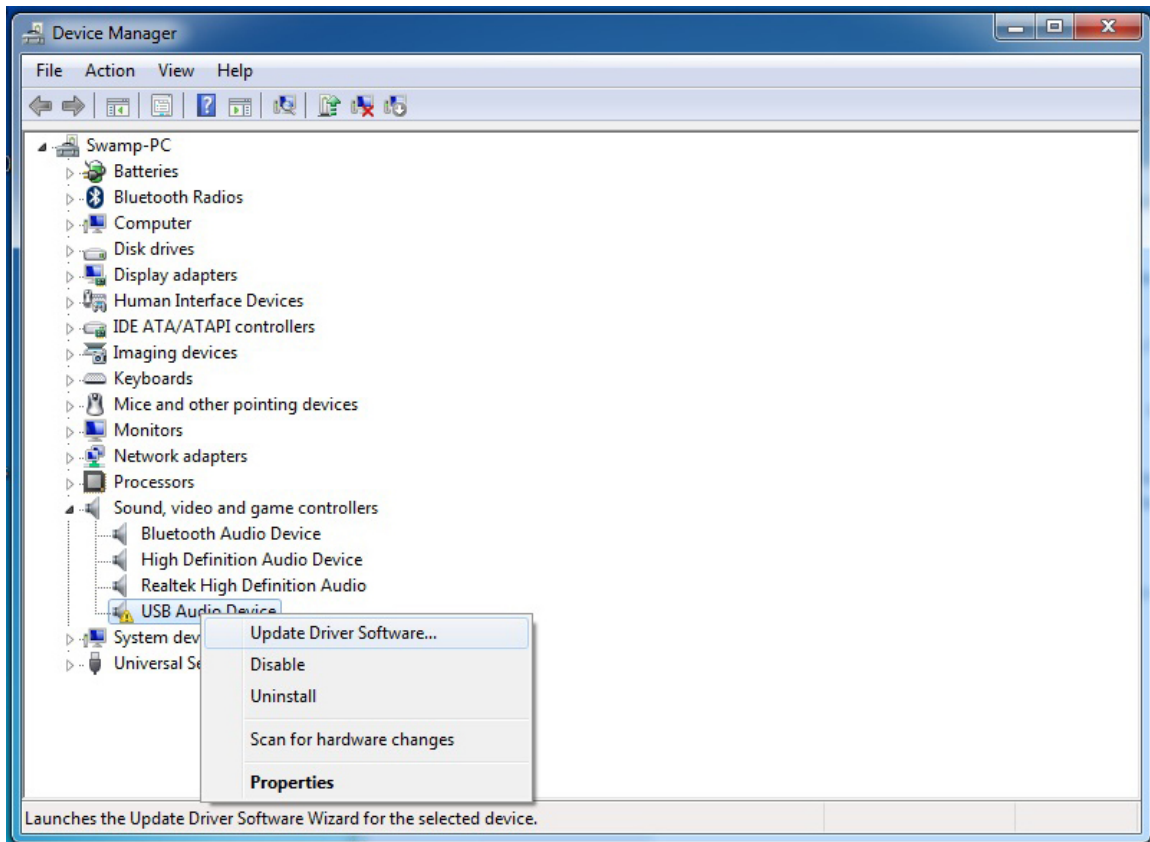 Device Manager
File Action View Help
Swamp-PC
Batteries
Bluetooth Radios
Computer
Disk drives
Display adapters
Human Interface Devices
IDE ATA/ATAPI controllers
Imaging devices
Keyboards
Mice and other pointing devices
Monitors
Network adapters
Processors
Sound, video and game controllers
Bluetooth Audio Device
High Definition Audio Device
Realtek High Definition Audio
USB Audio Device
System dev
Universal Se
Update Driver Software...
Disable
Uninstall
Scan for hardware changes
Properties
Launches the Update Driver Software Wizard for the selected device.